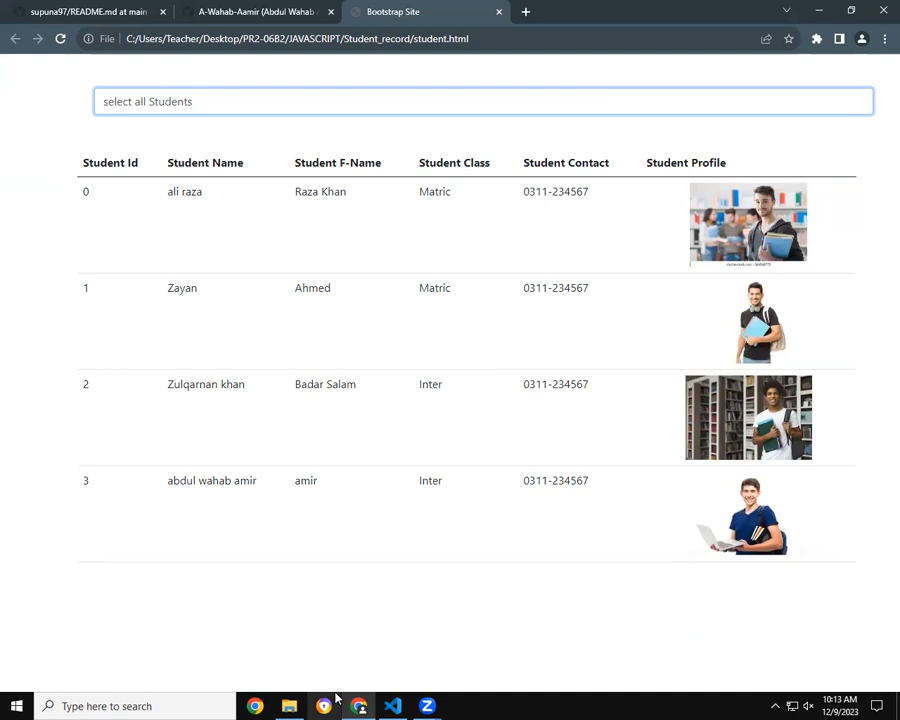 supuna97/README.md at main
A-Wahab-Aamir (Abdul Wahab
Bootstrap Site
File
C:/Users/Teacher/Desktop/PR2-06B2/JAVASCRIPT/Student_record/student.html
select all Students
Student Id Student Name Student F-Name Student Class Student Contact Student Profile
0 ali raza Raza Khan Matric 0311-234567
1 Zayan Ahmed Matric 0311-234567
2 Zulqarnan khan Badar Salam Inter 0311-234567
3 abdul wahab amir amir Inter 0311-234567
Type here to search
10:13 AM
12/9/2023